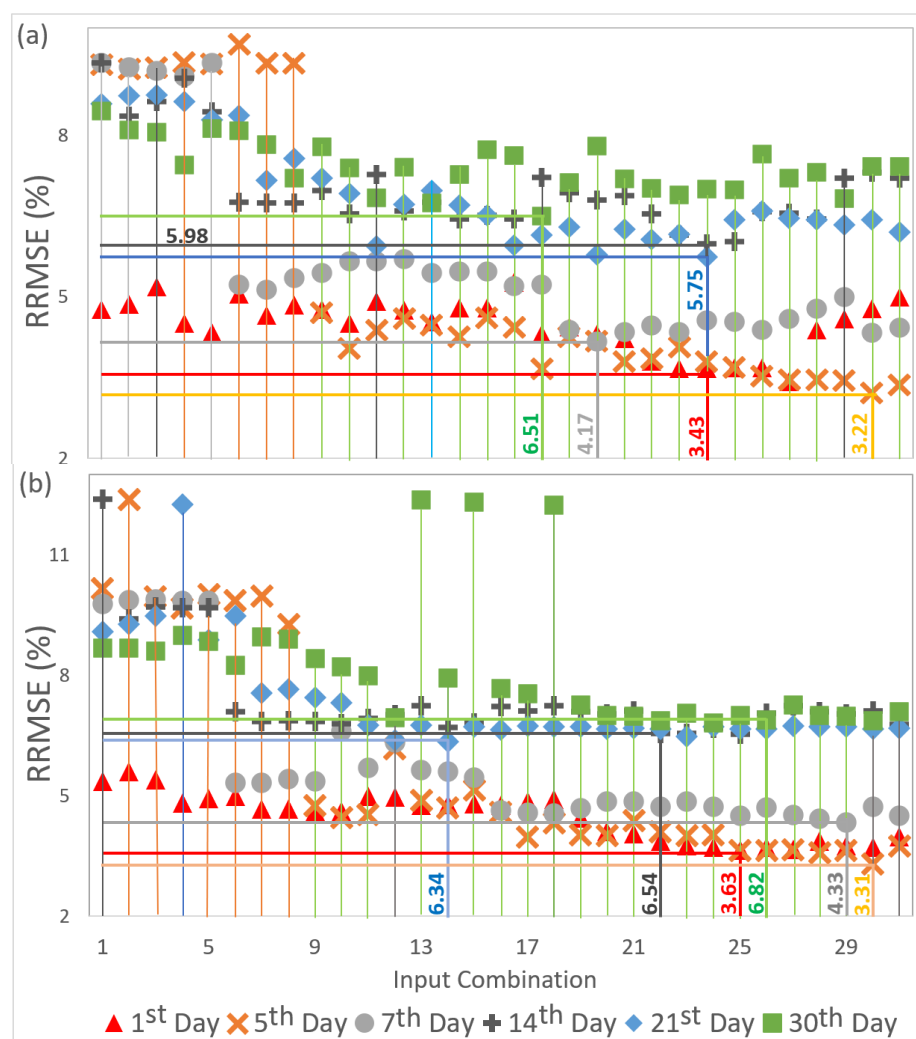 (a)
8
5.98
RRMSE (%)
5
5.75
6.51
4.17
3.43
3.22
2
(b)
11
8
RRMSE (%)
5
6.34
6.54
3.63
6.82
4.33
3.31
2
1 5 9 13 17 21 25 29
Input Combination
1st Day 5th Day 7th Day 14th Day 21st Day 30th Day